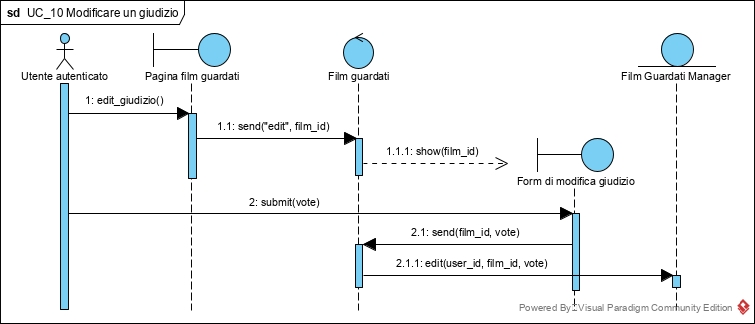 sd UC_10 Modificare un giudizio
Utente autenticato
Pagina film guardati
Film guardati
Film Guardati Manager
1: edit_giudizio()
1.1: send("edit", film_id)
1.1.1: show(film_id)
Form di modifica giudizio
2: submit(vote)
2.1: send(film_id, vote)
2.1.1: edit(user_id, film_id, vote)
Powered By Visual Paradigm Community Edition